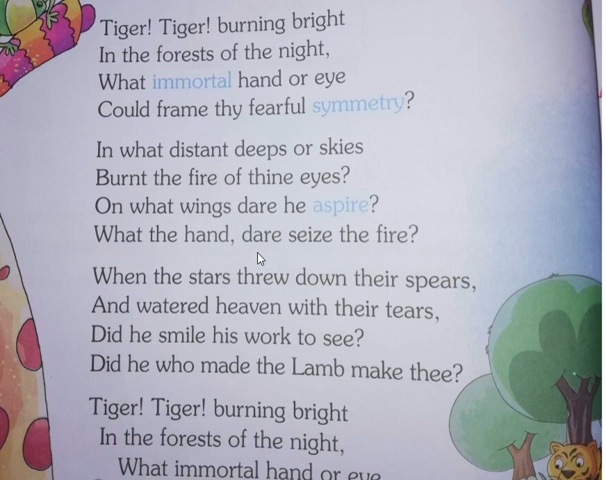 Tiger! Tiger! burning bright
In the forests of the night,
What immortal hand or eye
Could frame thy fearful symmetry?
In what distant deeps or skies
Burnt the fire of thine eyes?
On what wings dare he aspire?
What the hand, dare seize the fire?
When the stars threw down their spears,
And watered heaven with their tears,
Did he smile his work to see?
Did he who made the Lamb make thee?
Tiger! Tiger! burning bright
In the forests of the night,
What immortal hand or eye